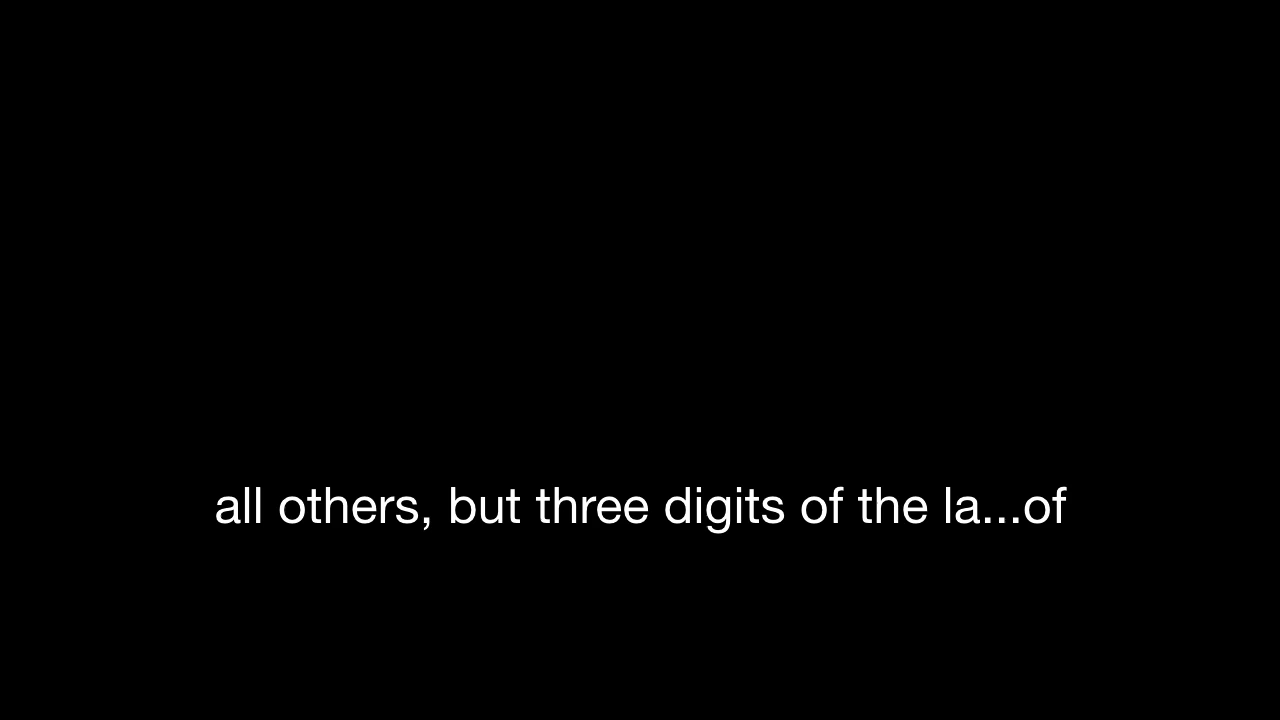 all others, but three digits of the la...of